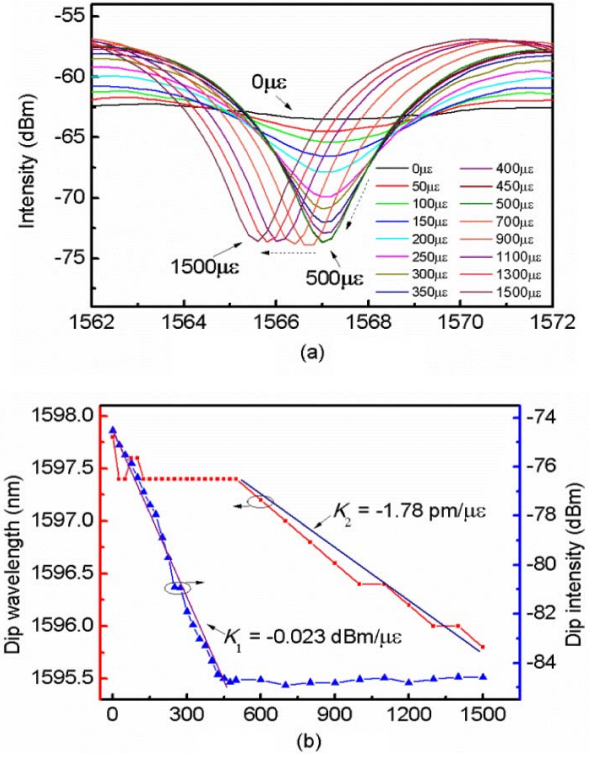 -55
-60
-65
-70
-75
Intensity (dBm)
0με
1500με
500με
0με 400με
50με 450με
100με 500με
150με 700με
200με 900με
250με 1100με
300με 1300με
350με 1500με
1562 1564 1566 1568 1570 1572
(a)
1598.0
1597.5
1597.0
1596.5
1596.0
1595.5
Dip wavelength (nm)
K2 = -1.78 pm/με
K1 = -0.023 dBm/με
-74
-76
-78
-80
-82
-84
Dip intensity (dBm)
0 300 600 900 1200 1500
(b)